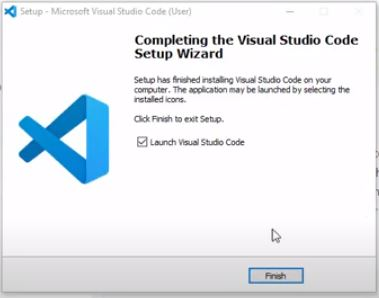 Setup - Microsoft Visual Studio Code (User)
Completing the Visual Studio Code
Setup Wizard
Setup has finished installing Visual Studio Code on your
computer. The application may be launched by selecting the
installed icons.
Click Finish to exit Setup.
Launch Visual Studio Code
Finish